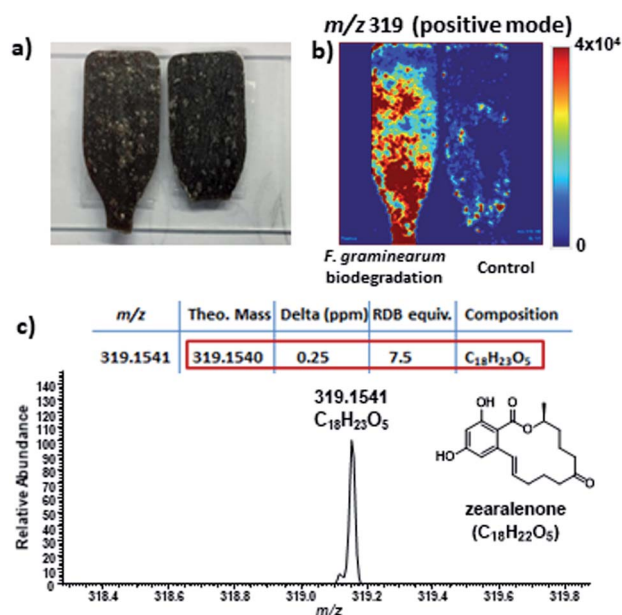 a)
m/z 319 (positive mode)
b)
4x10⁴
0
F. graminearum
biodegradation
Control
c)
m/z Theo. Mass Delta (ppm) RDB equiv. Composition
319.1541 319.1540 0.25 7.5 C₁₈H₂₃O₅
319.1541
C₁₈H₂₃O₅
Relative Abundance
140
130
120
110
100
90
80
70
60
50
40
30
20
10
0
318.4 318.6 318.8 319.0 319.2 319.4 319.6 319.8
m/z
OH O
O
HO
O
zearalenone
(C₁₈H₂₂O₅)